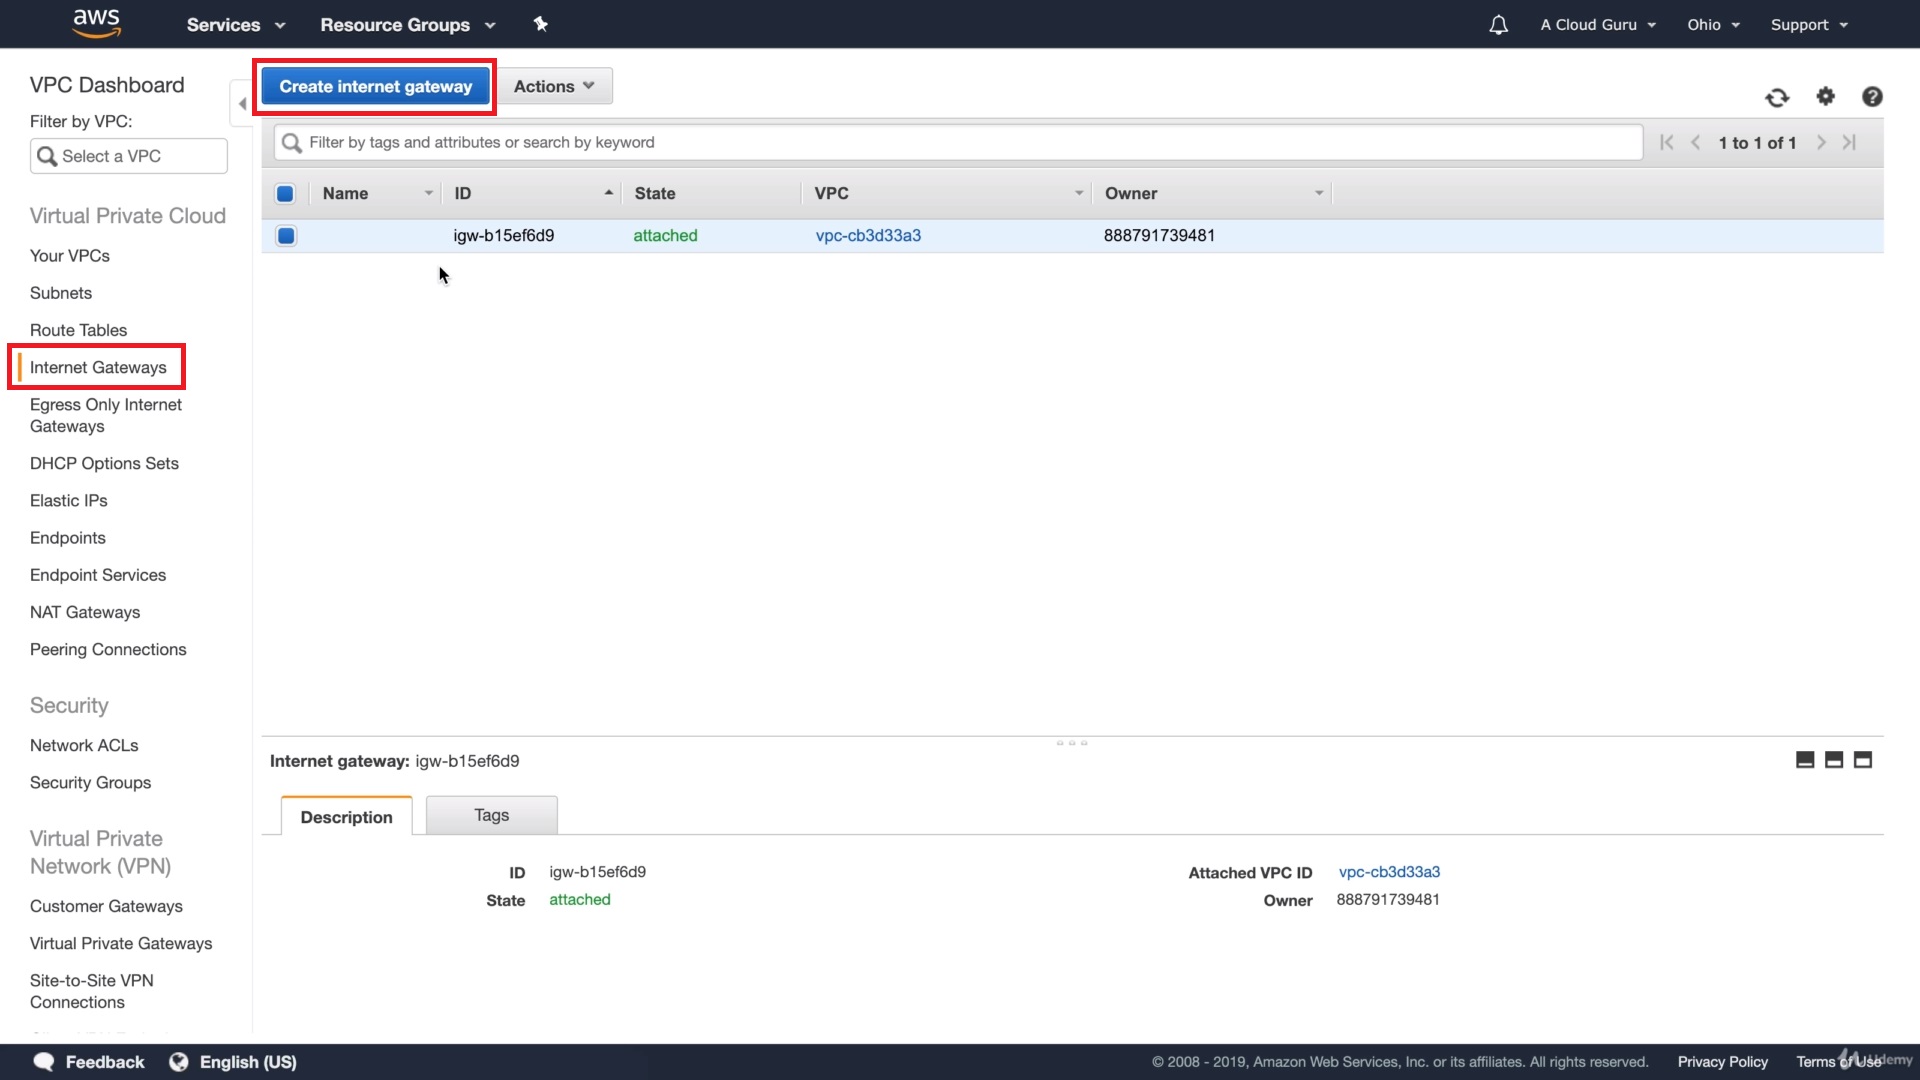 aws
Services
Resource Groups
A Cloud Guru
Ohio
Support
VPC Dashboard
Filter by VPC:
Select a VPC
Virtual Private Cloud
Your VPCs
Subnets
Route Tables
Internet Gateways
Egress Only Internet
Gateways
DHCP Options Sets
Elastic IPs
Endpoints
Endpoint Services
NAT Gateways
Peering Connections
Security
Network ACLs
Security Groups
Virtual Private
Network (VPN)
Customer Gateways
Virtual Private Gateways
Site-to-Site VPN
Connections
Create internet gateway
Actions
Filter by tags and attributes or search by keyword
1 to 1 of 1
Name ID State VPC Owner
igw-b15ef6d9 attached vpc-cb3d33a3 888791739481
Internet gateway: igw-b15ef6d9
Description
Tags
ID igw-b15ef6d9
State attached
Attached VPC ID vpc-cb3d33a3
Owner 888791739481
Feedback
English (US)
© 2008 - 2019, Amazon Web Services, Inc. or its affiliates. All rights reserved.
Privacy Policy
Terms of Use